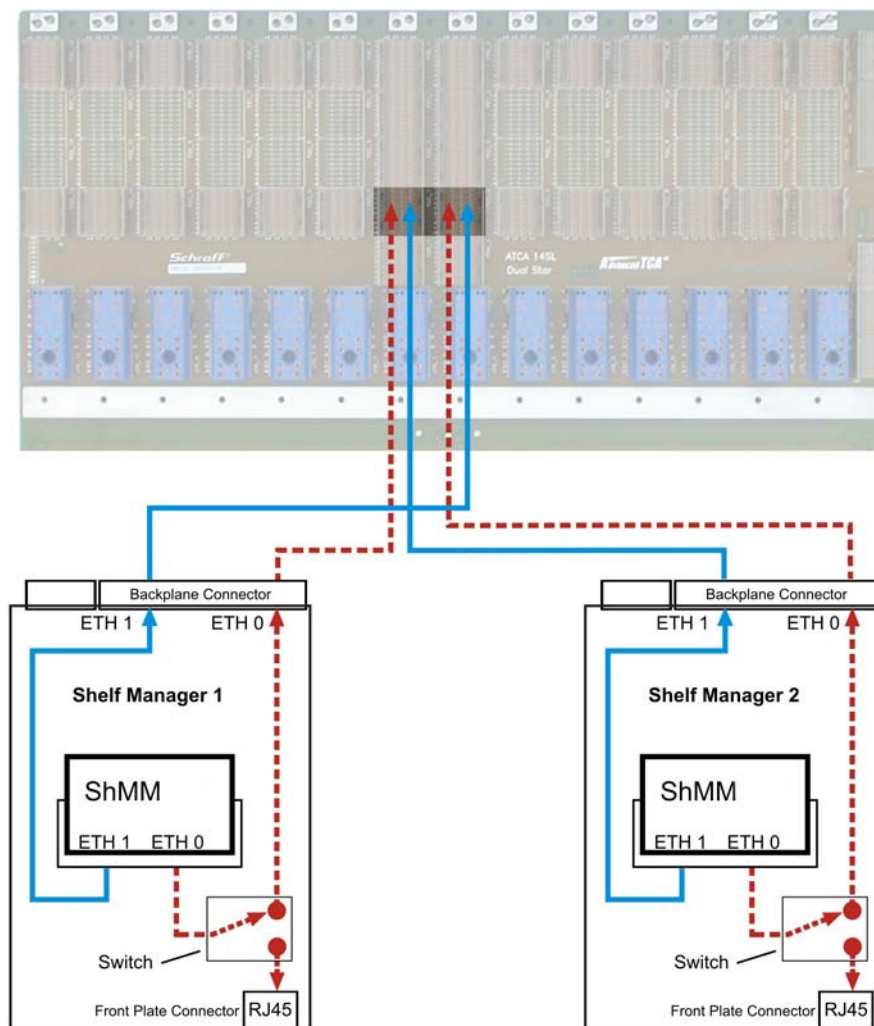 Schroff
ATCA 14SL
Dual Star
AdvancedTCA®
Backplane Connector
ETH 1
ETH 0
Shelf Manager 1
ShMM
ETH 1
ETH 0
Switch
Front Plate Connector
RJ45
Backplane Connector
ETH 1
ETH 0
Shelf Manager 2
ShMM
ETH 1
ETH 0
Switch
Front Plate Connector
RJ45